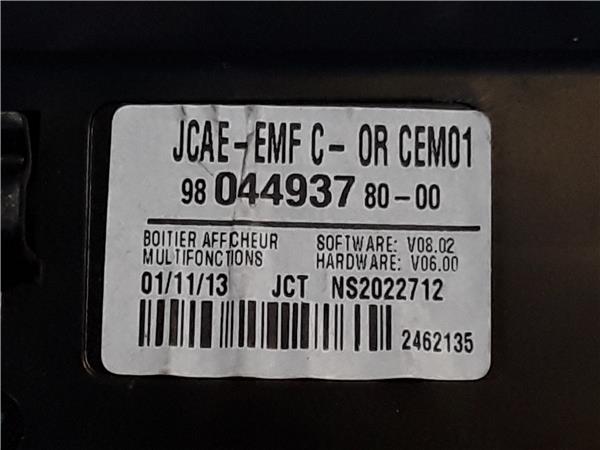 JCAE-EMF C- OR CEM01
98 044937 80-00
BOITIER AFFCHEUR SOFTWARE: V08.02
MULTIFONCTIONS HARDWARE: V06.00
01/11/13 JCT NS2022712
2462135